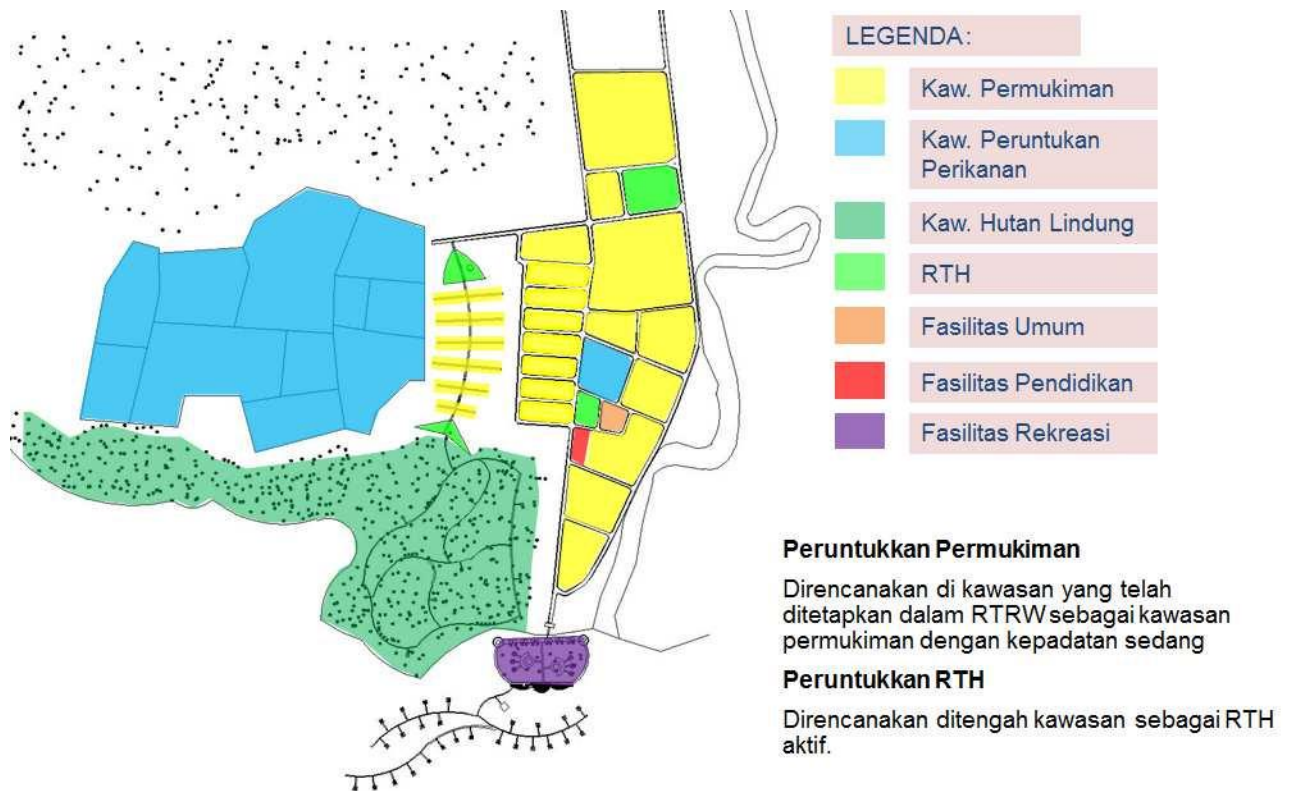 LEGENDA:
Kaw. Permukiman
Kaw. Peruntukan
Perikanan
Kaw. Hutan Lindung
RTH
Fasilitas Umum
Fasilitas Pendidikan
Fasilitas Rekreasi
Peruntukkan Permukiman
Direncanakan di kawasan yang telah
ditetapkan dalam RTRW sebagai kawasan
permukiman dengan kepadatan sedang
Peruntukkan RTH
Direncanakan ditengah kawasan sebagai RTH
aktif.